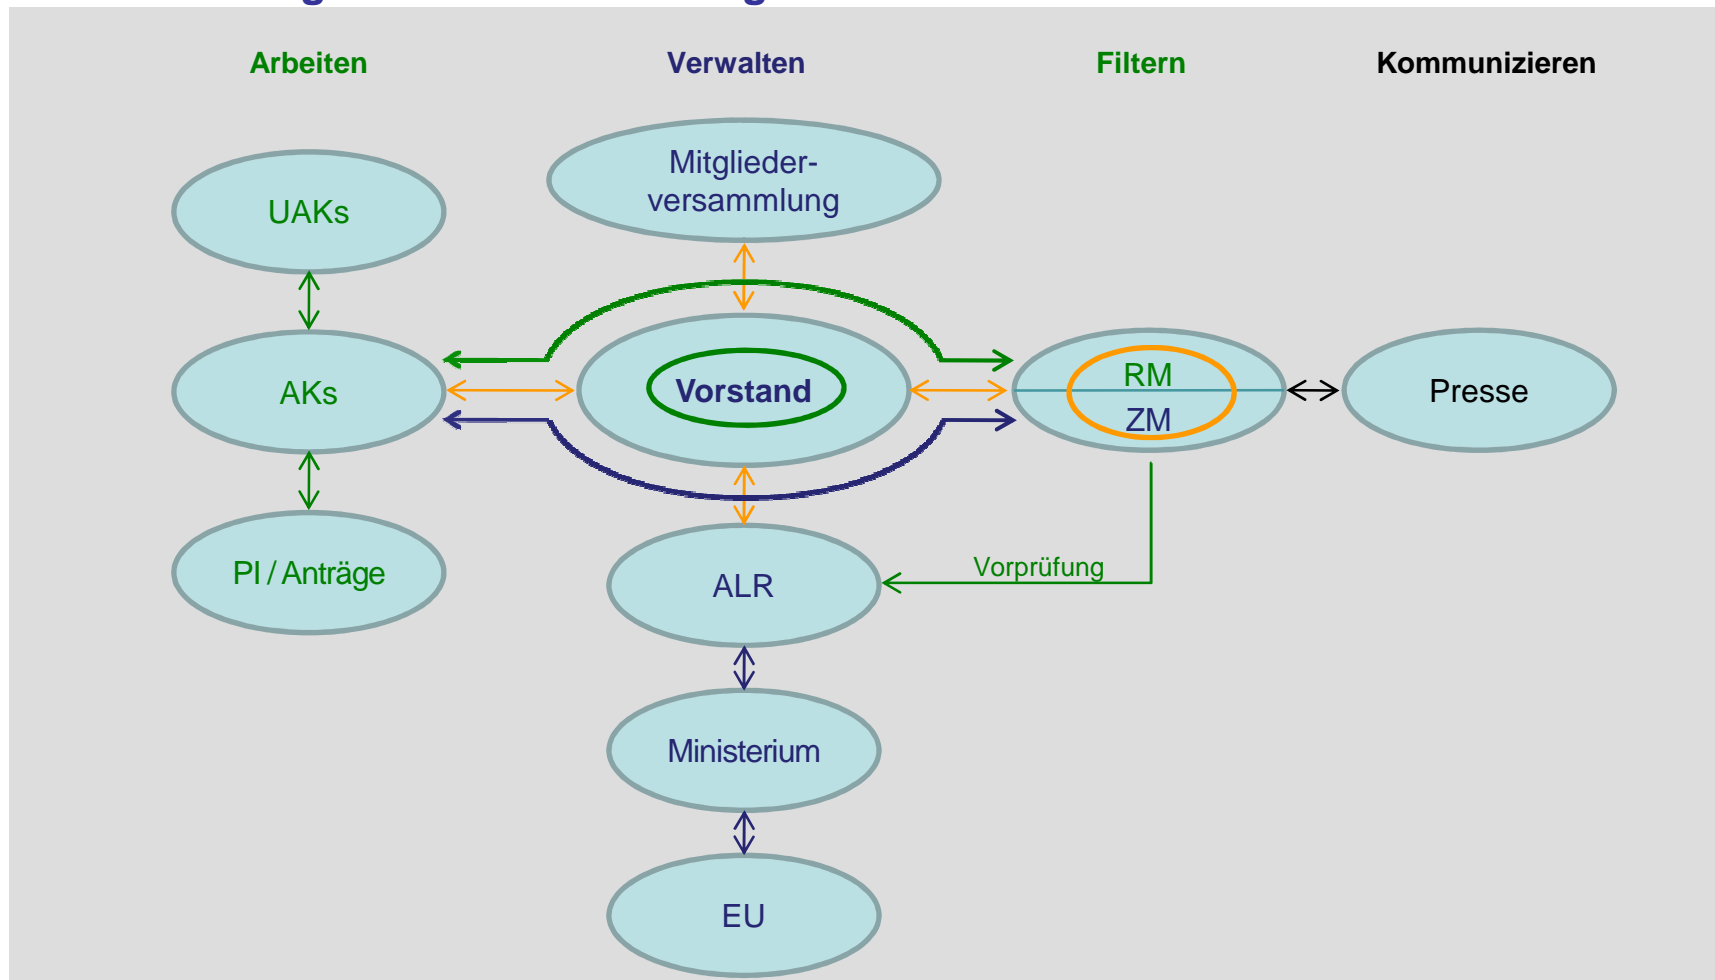 Arbeiten Verwalten Filtern Kommunizieren
Mitglieder-
versammlung
UAKs
AKs
Vorstand
RM
ZM
Presse
PI / Anträge
ALR
Vorprüfung
Ministerium
EU